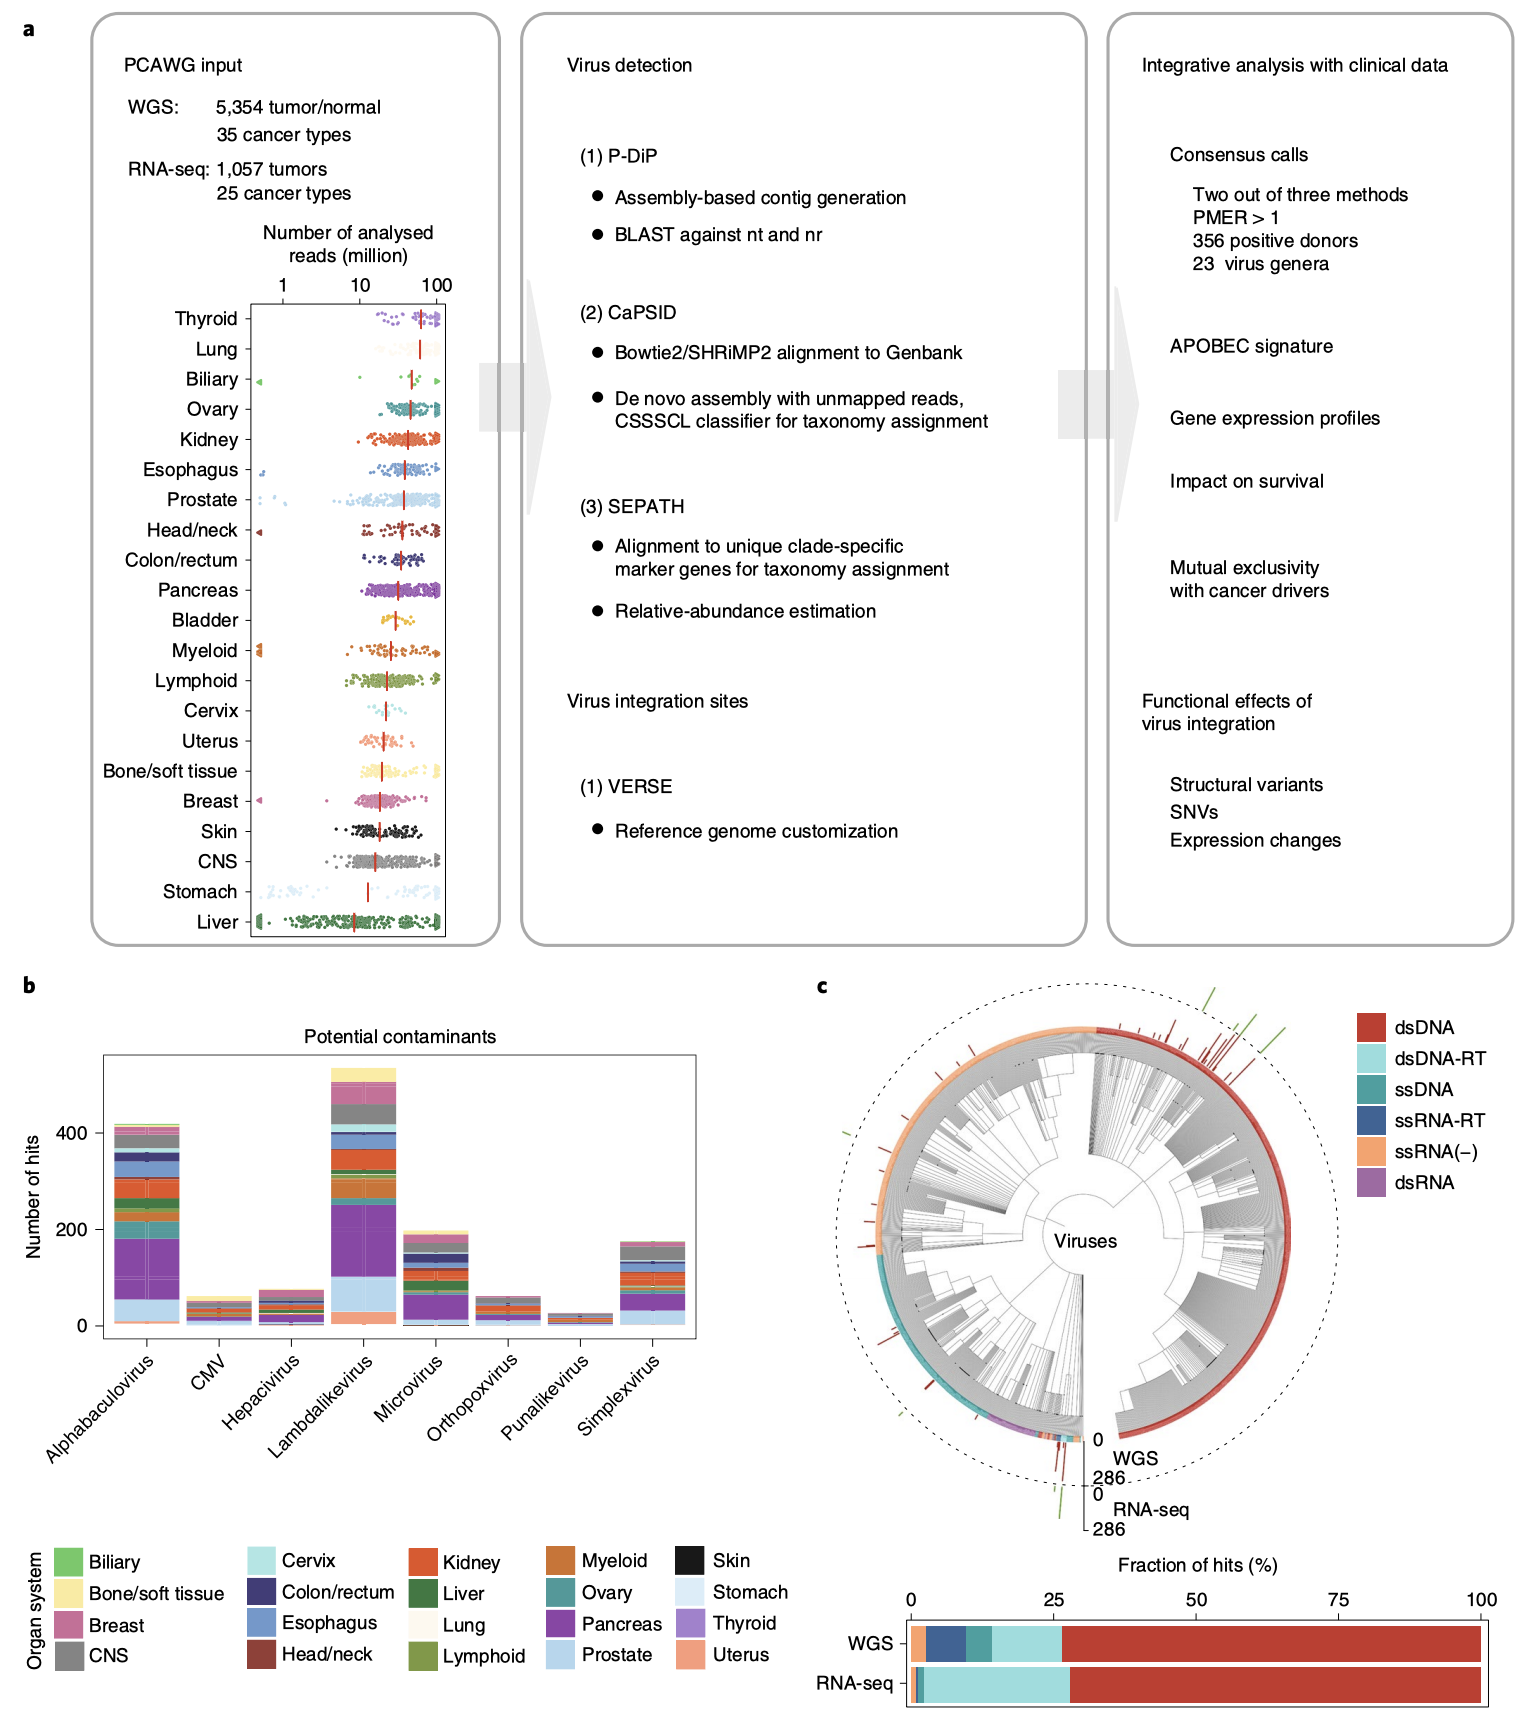 a
PCAWG input
WGS: 5,354 tumor/normal
35 cancer types
RNA-seq: 1,057 tumors
25 cancer types
Number of analysed
reads (million)
1 10 100
Thyroid
Lung
Biliary
Ovary
Kidney
Esophagus
Prostate
Head/neck
Colon/rectum
Pancreas
Bladder
Myeloid
Lymphoid
Cervix
Uterus
Bone/soft tissue
Breast
Skin
CNS
Stomach
Liver
Virus detection
(1) P-DiP
● Assembly-based contig generation
● BLAST against nt and nr
(2) CaPSID
● Bowtie2/SHRiMP2 alignment to Genbank
● De novo assembly with unmapped reads,
CSSSCL classifier for taxonomy assignment
(3) SEPATH
● Alignment to unique clade-specific
marker genes for taxonomy assignment
● Relative-abundance estimation
Virus integration sites
(1) VERSE
● Reference genome customization
Integrative analysis with clinical data
Consensus calls
Two out of three methods
PMER > 1
356 positive donors
23 virus genera
APOBEC signature
Gene expression profiles
Impact on survival
Mutual exclusivity
with cancer drivers
Functional effects of
virus integration
Structural variants
SNVs
Expression changes
b
Potential contaminants
Number of hits
400
200
0
Alphabaculovirus
CMV
Hepacivirus
Lambdalikevirus
Microvirus
Orthopoxvirus
Punalikevirus
Simplexvirus
Organ system
Biliary
Bone/soft tissue
Breast
CNS
Cervix
Colon/rectum
Esophagus
Head/neck
Kidney
Liver
Lung
Lymphoid
Myeloid
Ovary
Pancreas
Prostate
Skin
Stomach
Thyroid
Uterus
c
Viruses
0
WGS
286
0
RNA-seq
286
dsDNA
dsDNA-RT
ssDNA
ssRNA-RT
ssRNA(−)
dsRNA
Fraction of hits (%)
0 25 50 75 100
WGS
RNA-seq